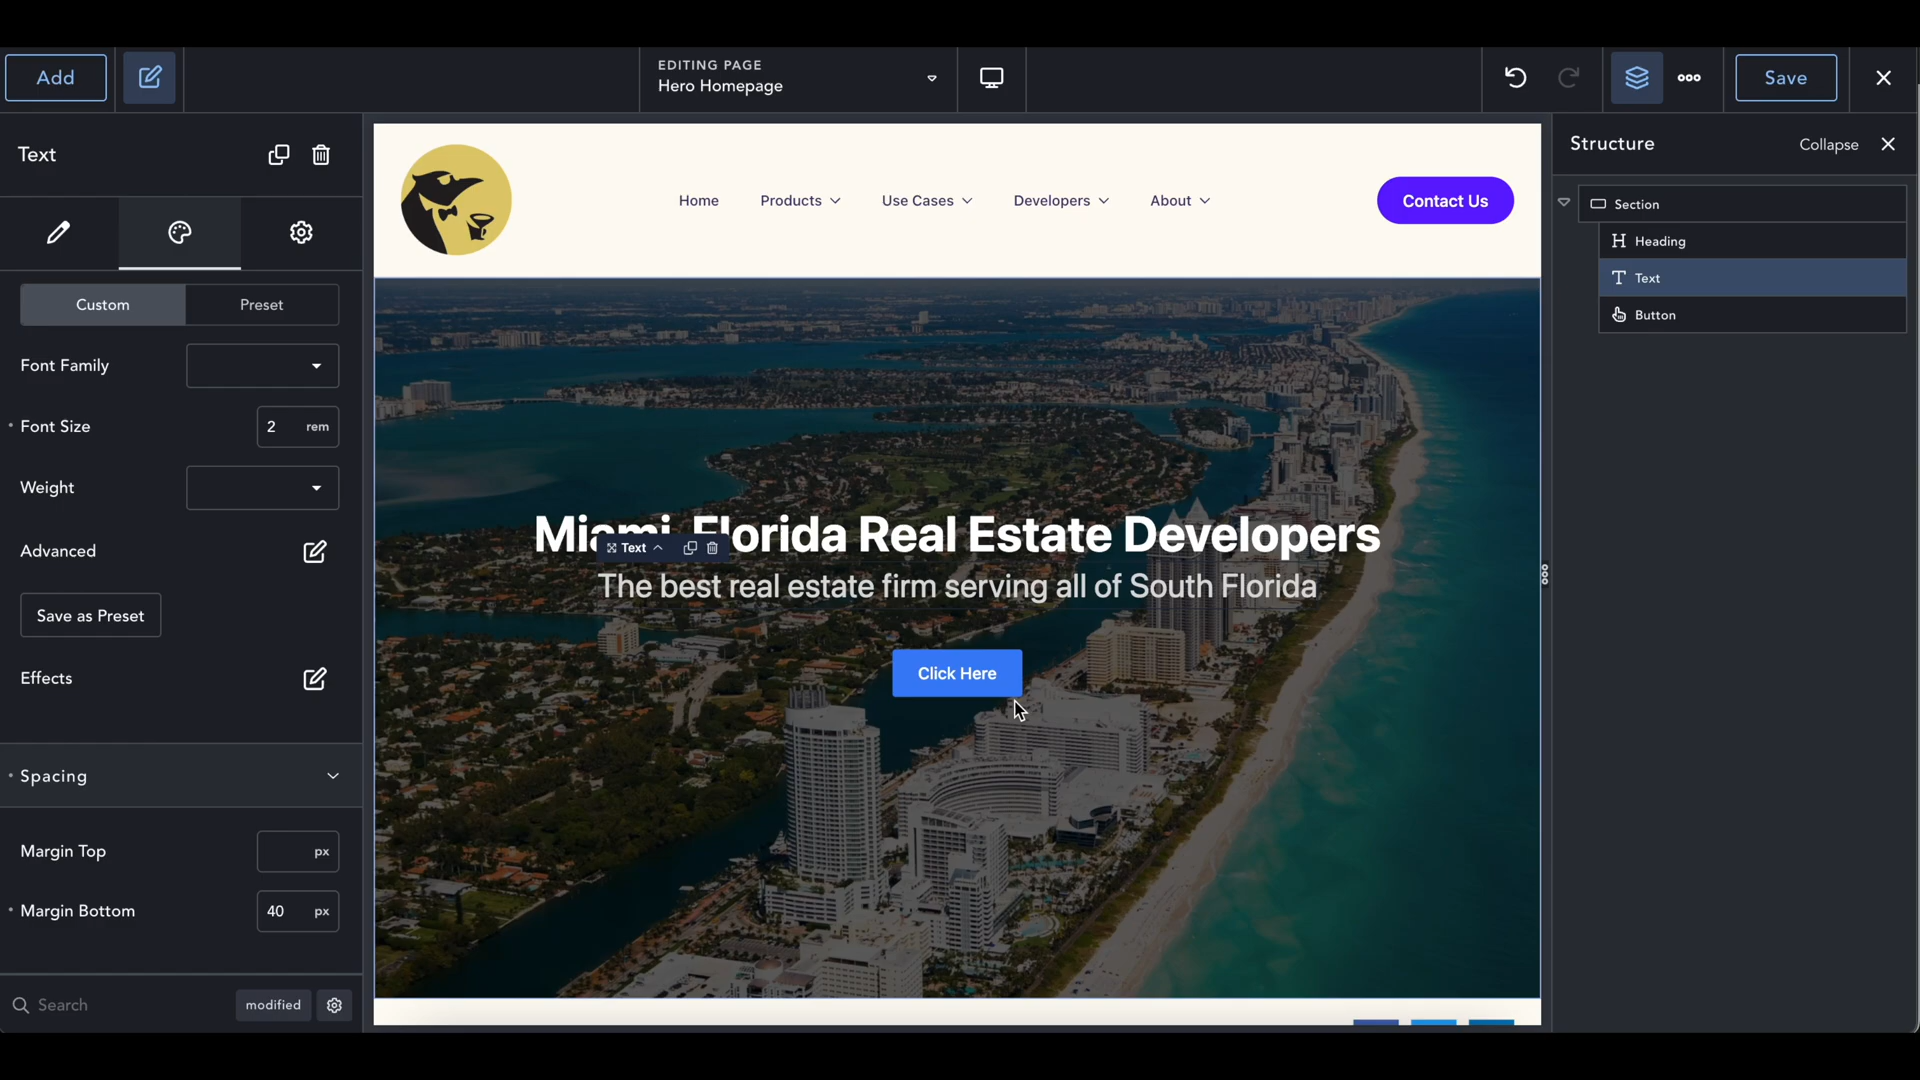 Add
EDITING PAGE
Hero Homepage
Save
Text
Custom
Preset
Font Family
Font Size
2 rem
Weight
Advanced
Save as Preset
Effects
Spacing
Margin Top
px
Margin Bottom
40 px
Search
modified
Home
Products
Use Cases
Developers
About
Contact Us
Miami, Florida Real Estate Developers
Text
The best real estate firm serving all of South Florida
Click Here
Structure
Collapse
Section
Heading
Text
Button